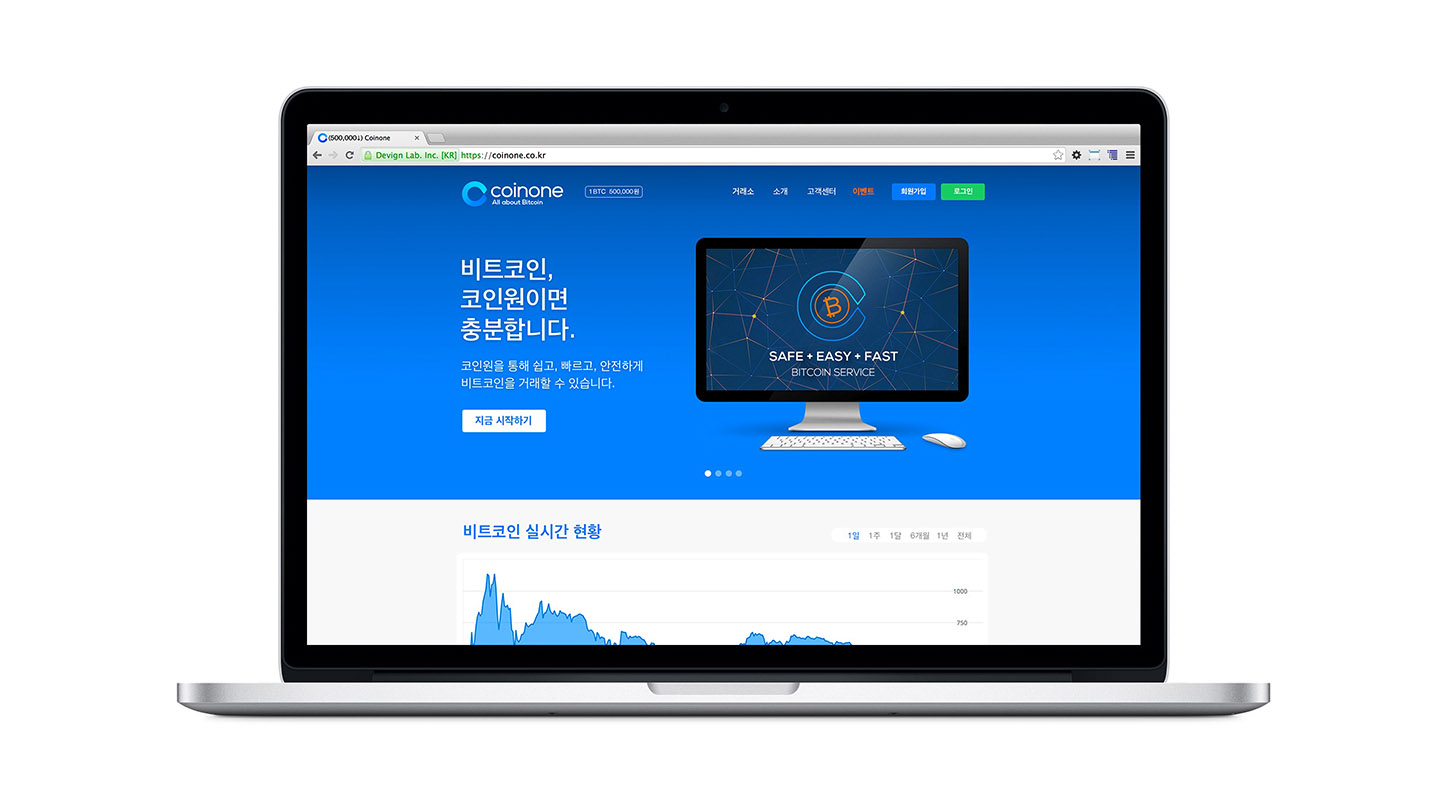 (500,000↓) Coinone
Devign Lab. Inc. [KR] https://coinone.co.kr
coinone
All about Bitcoin
1BTC 500,000원
거래소 소개 고객센터 이벤트 회원가입 로그인
비트코인,
코인원이면
충분합니다.
코인원을 통해 쉽고, 빠르고, 안전하게
비트코인을 거래할 수 있습니다.
지금 시작하기
SAFE + EASY + FAST
BITCOIN SERVICE
비트코인 실시간 현황
1일 1주 1달 6개월 1년 전체
1000
750